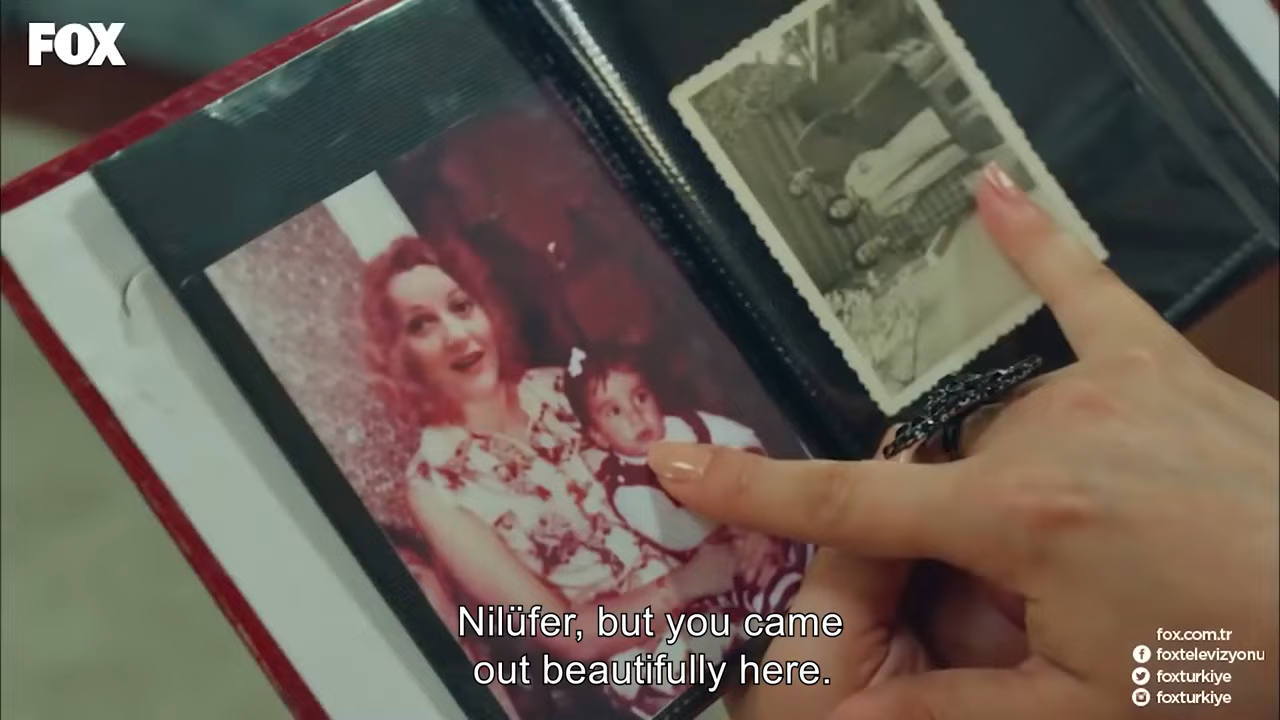 FOX
Nilüfer, but you came
out beautifully here.
fox.com.tr
foxtelevizyonu
foxturkiye
foxturkiye